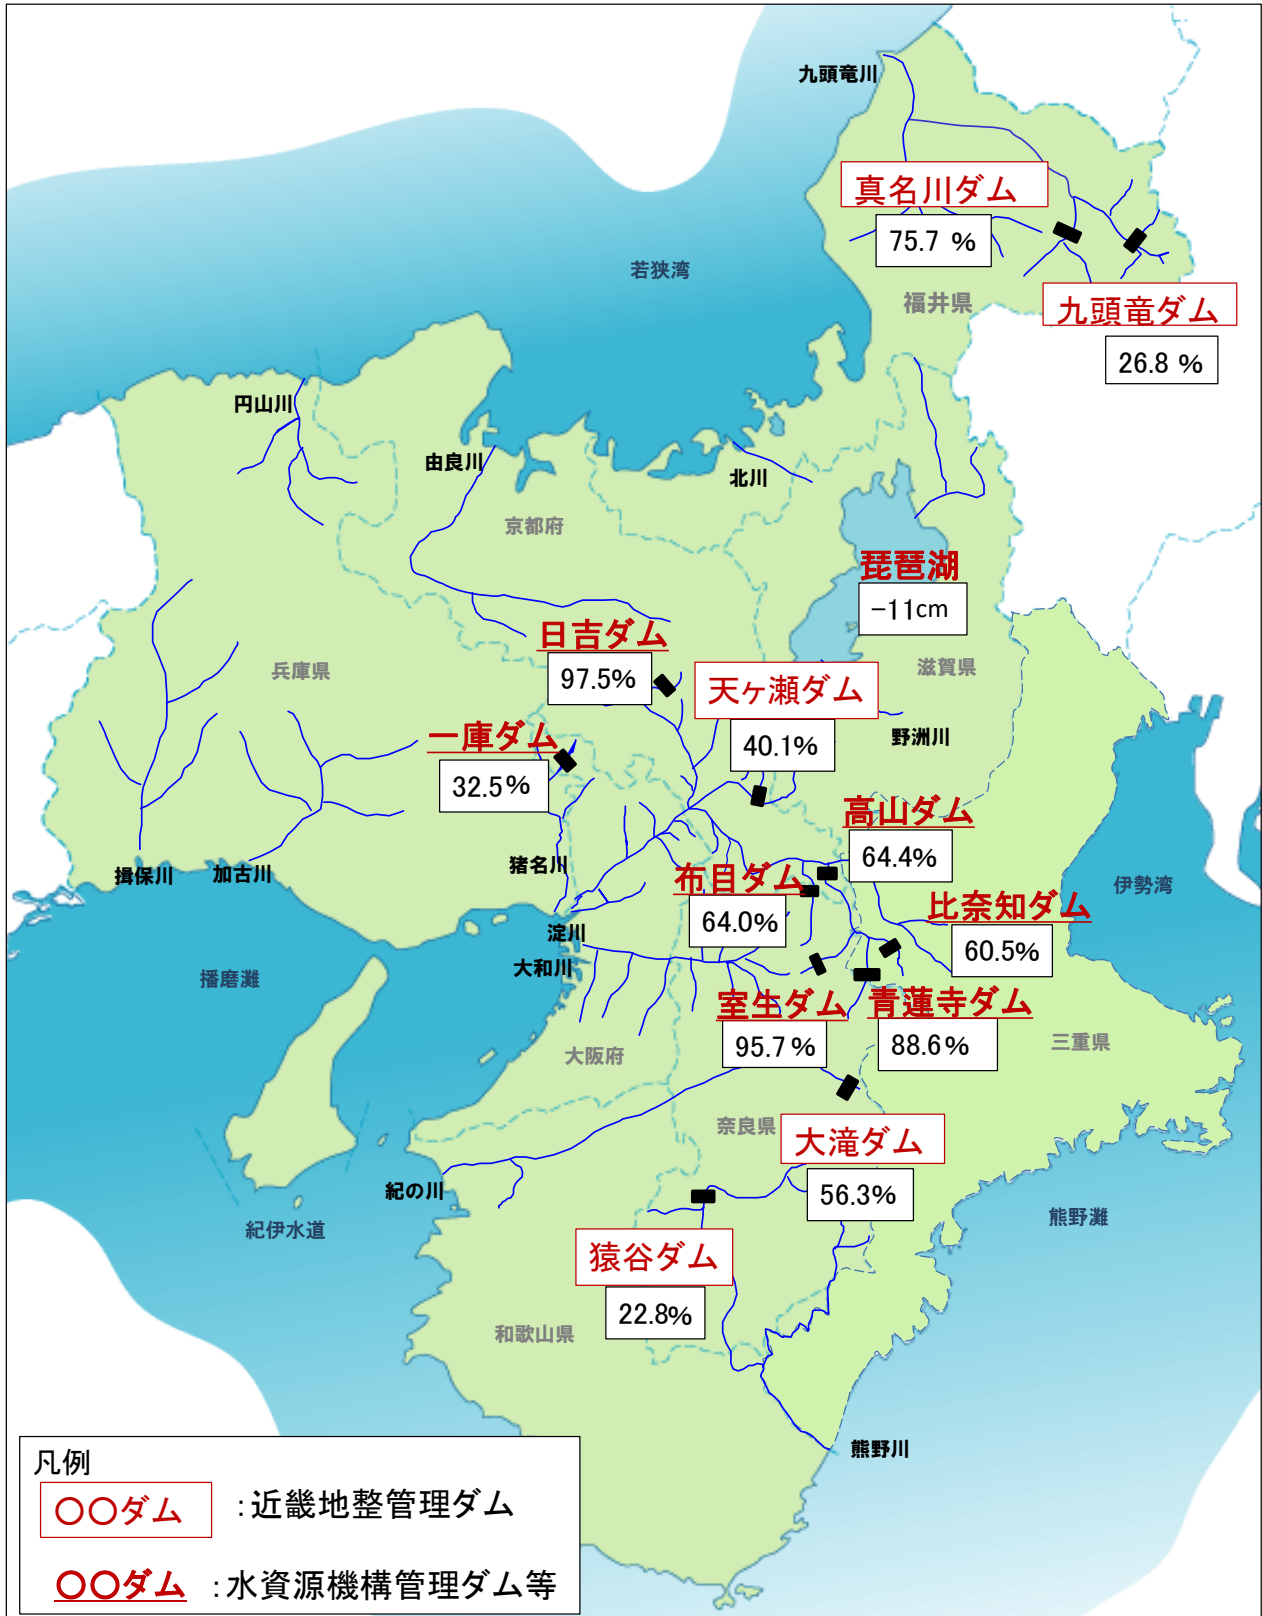 九頭竜川
真名川ダム
75.7 %
若狭湾
福井県
九頭竜ダム
26.8 %
円山川
由良川
北川
京都府
琵琶湖
-11cm
日吉ダム
97.5%
兵庫県
滋賀県
天ヶ瀬ダム
40.1%
野洲川
一庫ダム
32.5%
高山ダム
64.4%
猪名川
揖保川
加古川
布目ダム
64.0%
伊勢湾
比奈知ダム
60.5%
淀川
大和川
播磨灘
室生ダム
95.7%
青蓮寺ダム
88.6%
大阪府
三重県
奈良県
大滝ダム
56.3%
紀の川
紀伊水道
熊野灘
猿谷ダム
22.8%
和歌山県
熊野川
凡例
〇〇ダム :近畿地整管理ダム
〇〇ダム :水資源機構管理ダム等